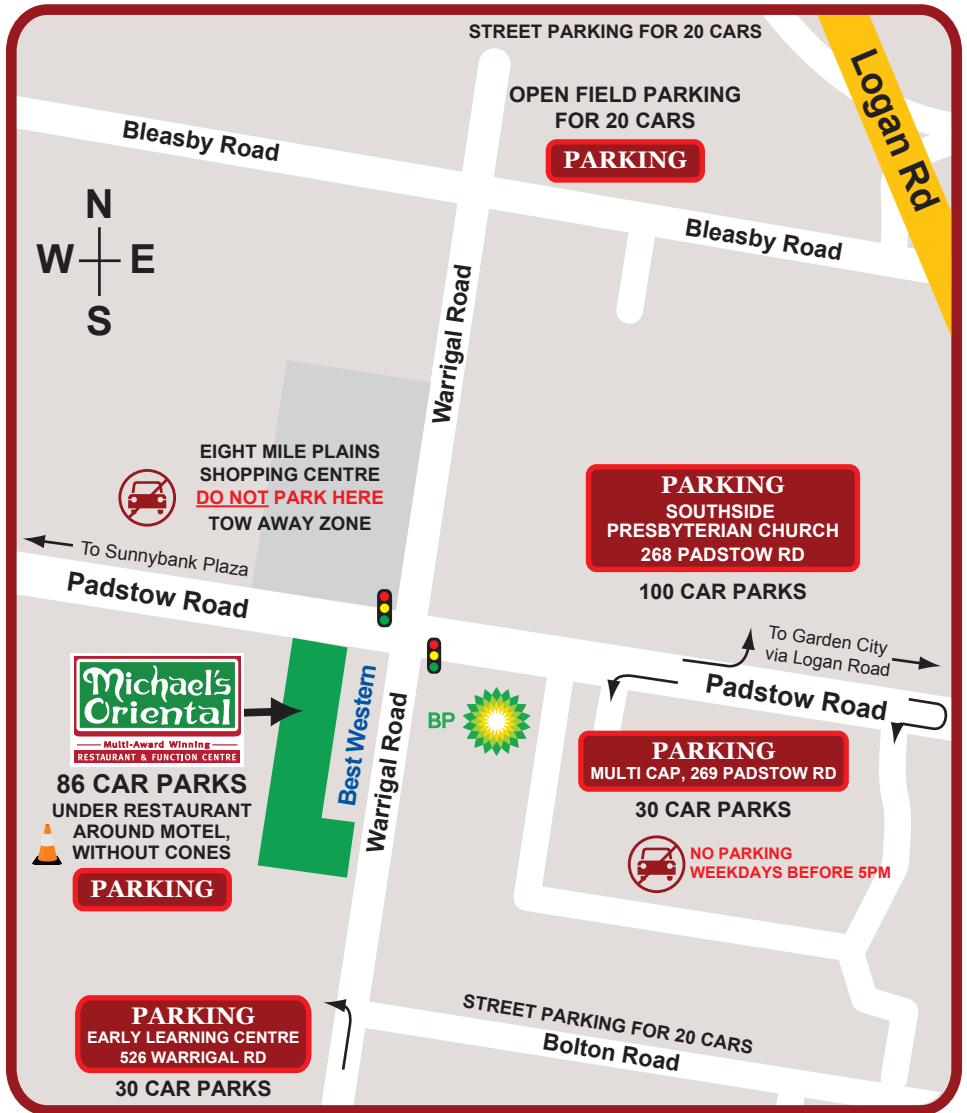 STREET PARKING FOR 20 CARS
Logan Rd
OPEN FIELD PARKING
FOR 20 CARS
PARKING
Bleasby Road
Bleasby Road
N
W E
S
Warrigal Road
EIGHT MILE PLAINS
SHOPPING CENTRE
DO NOT PARK HERE
TOW AWAY ZONE
PARKING
SOUTHSIDE
PRESBYTERIAN CHURCH
268 PADSTOW RD
100 CAR PARKS
To Sunnybank Plaza
Padstow Road
To Garden City
via Logan Road
Padstow Road
Michael's
Oriental
Multi-Award Winning
RESTAURANT & FUNCTION CENTRE
86 CAR PARKS
UNDER RESTAURANT
AROUND MOTEL,
WITHOUT CONES
PARKING
Best Western
Warrigal Road
BP
PARKING
MULTI CAP, 269 PADSTOW RD
30 CAR PARKS
NO PARKING
WEEKDAYS BEFORE 5PM
PARKING
EARLY LEARNING CENTRE
526 WARRIGAL RD
30 CAR PARKS
STREET PARKING FOR 20 CARS
Bolton Road